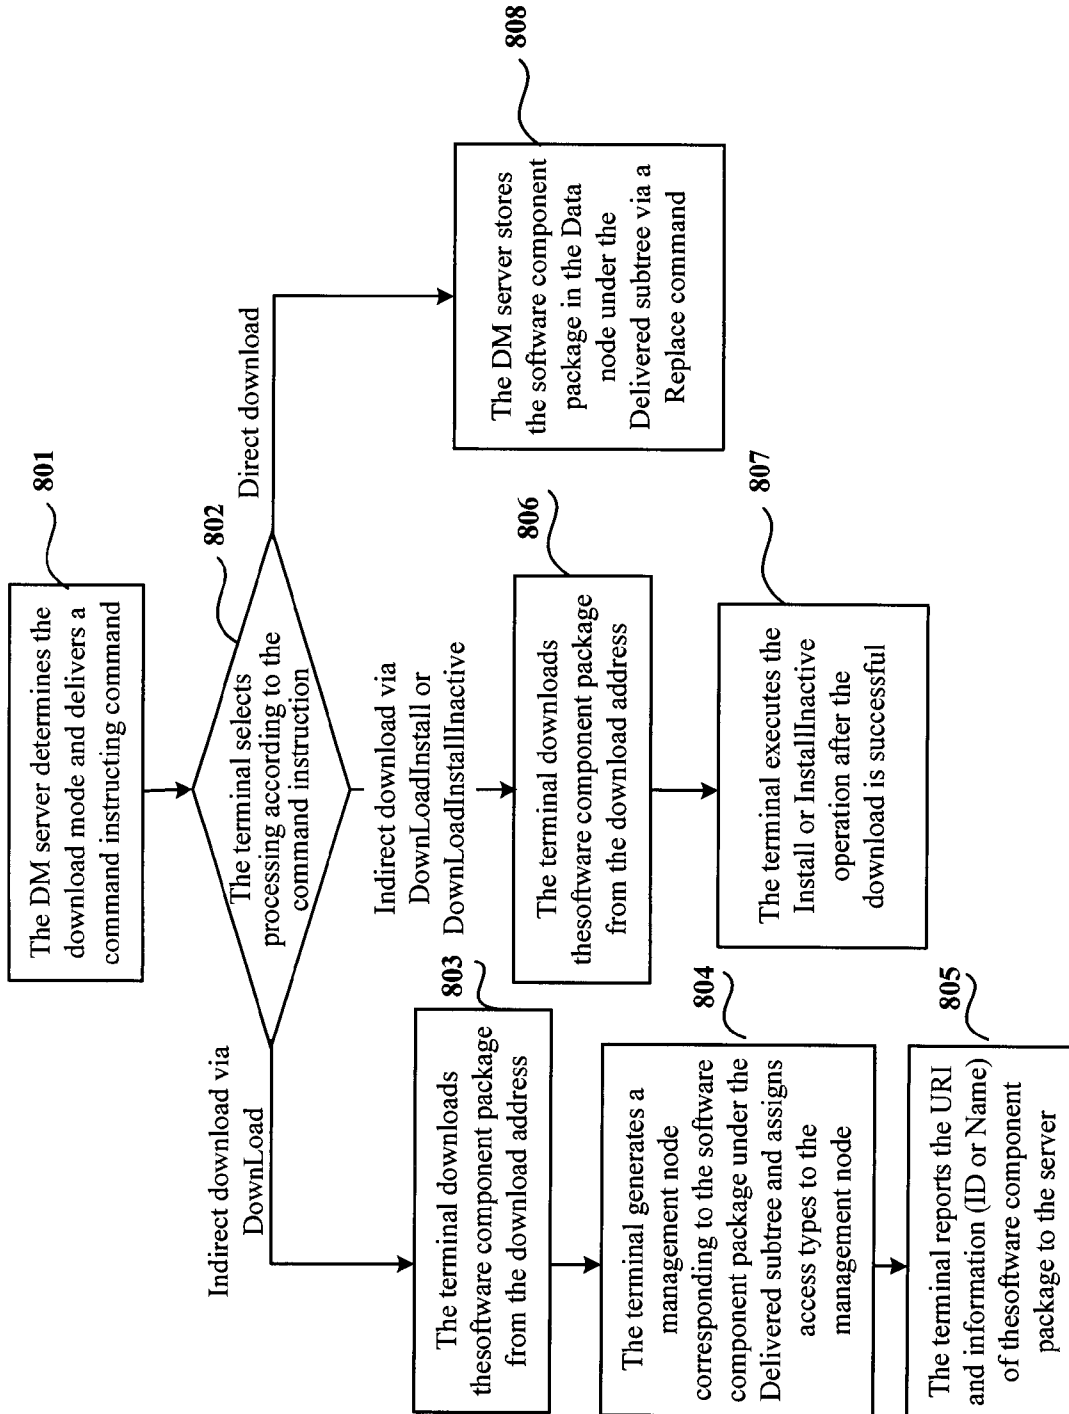 The DM server determines the
download mode and delivers a
command instructing command
801
The terminal selects
processing according to the
command instruction
802
Indirect download via
DownLoad
Indirect download via
DownLoadInstall or
DownLoadInstallInactive
Direct download
The terminal downloads
thesoftware component package
from the download address
803
The terminal generates a
management node
corresponding to the software
component package under the
Delivered subtree and assigns
access types to the
management node
804
The terminal reports the URI
and information (ID or Name)
of thesoftware component
package to the server
805
The terminal downloads
thesoftware component package
from the download address
806
The terminal executes the
Install or InstallInactive
operation after the
download is successful
807
The DM server stores
the software component
package in the Data
node under the
Delivered subtree via a
Replace command
808